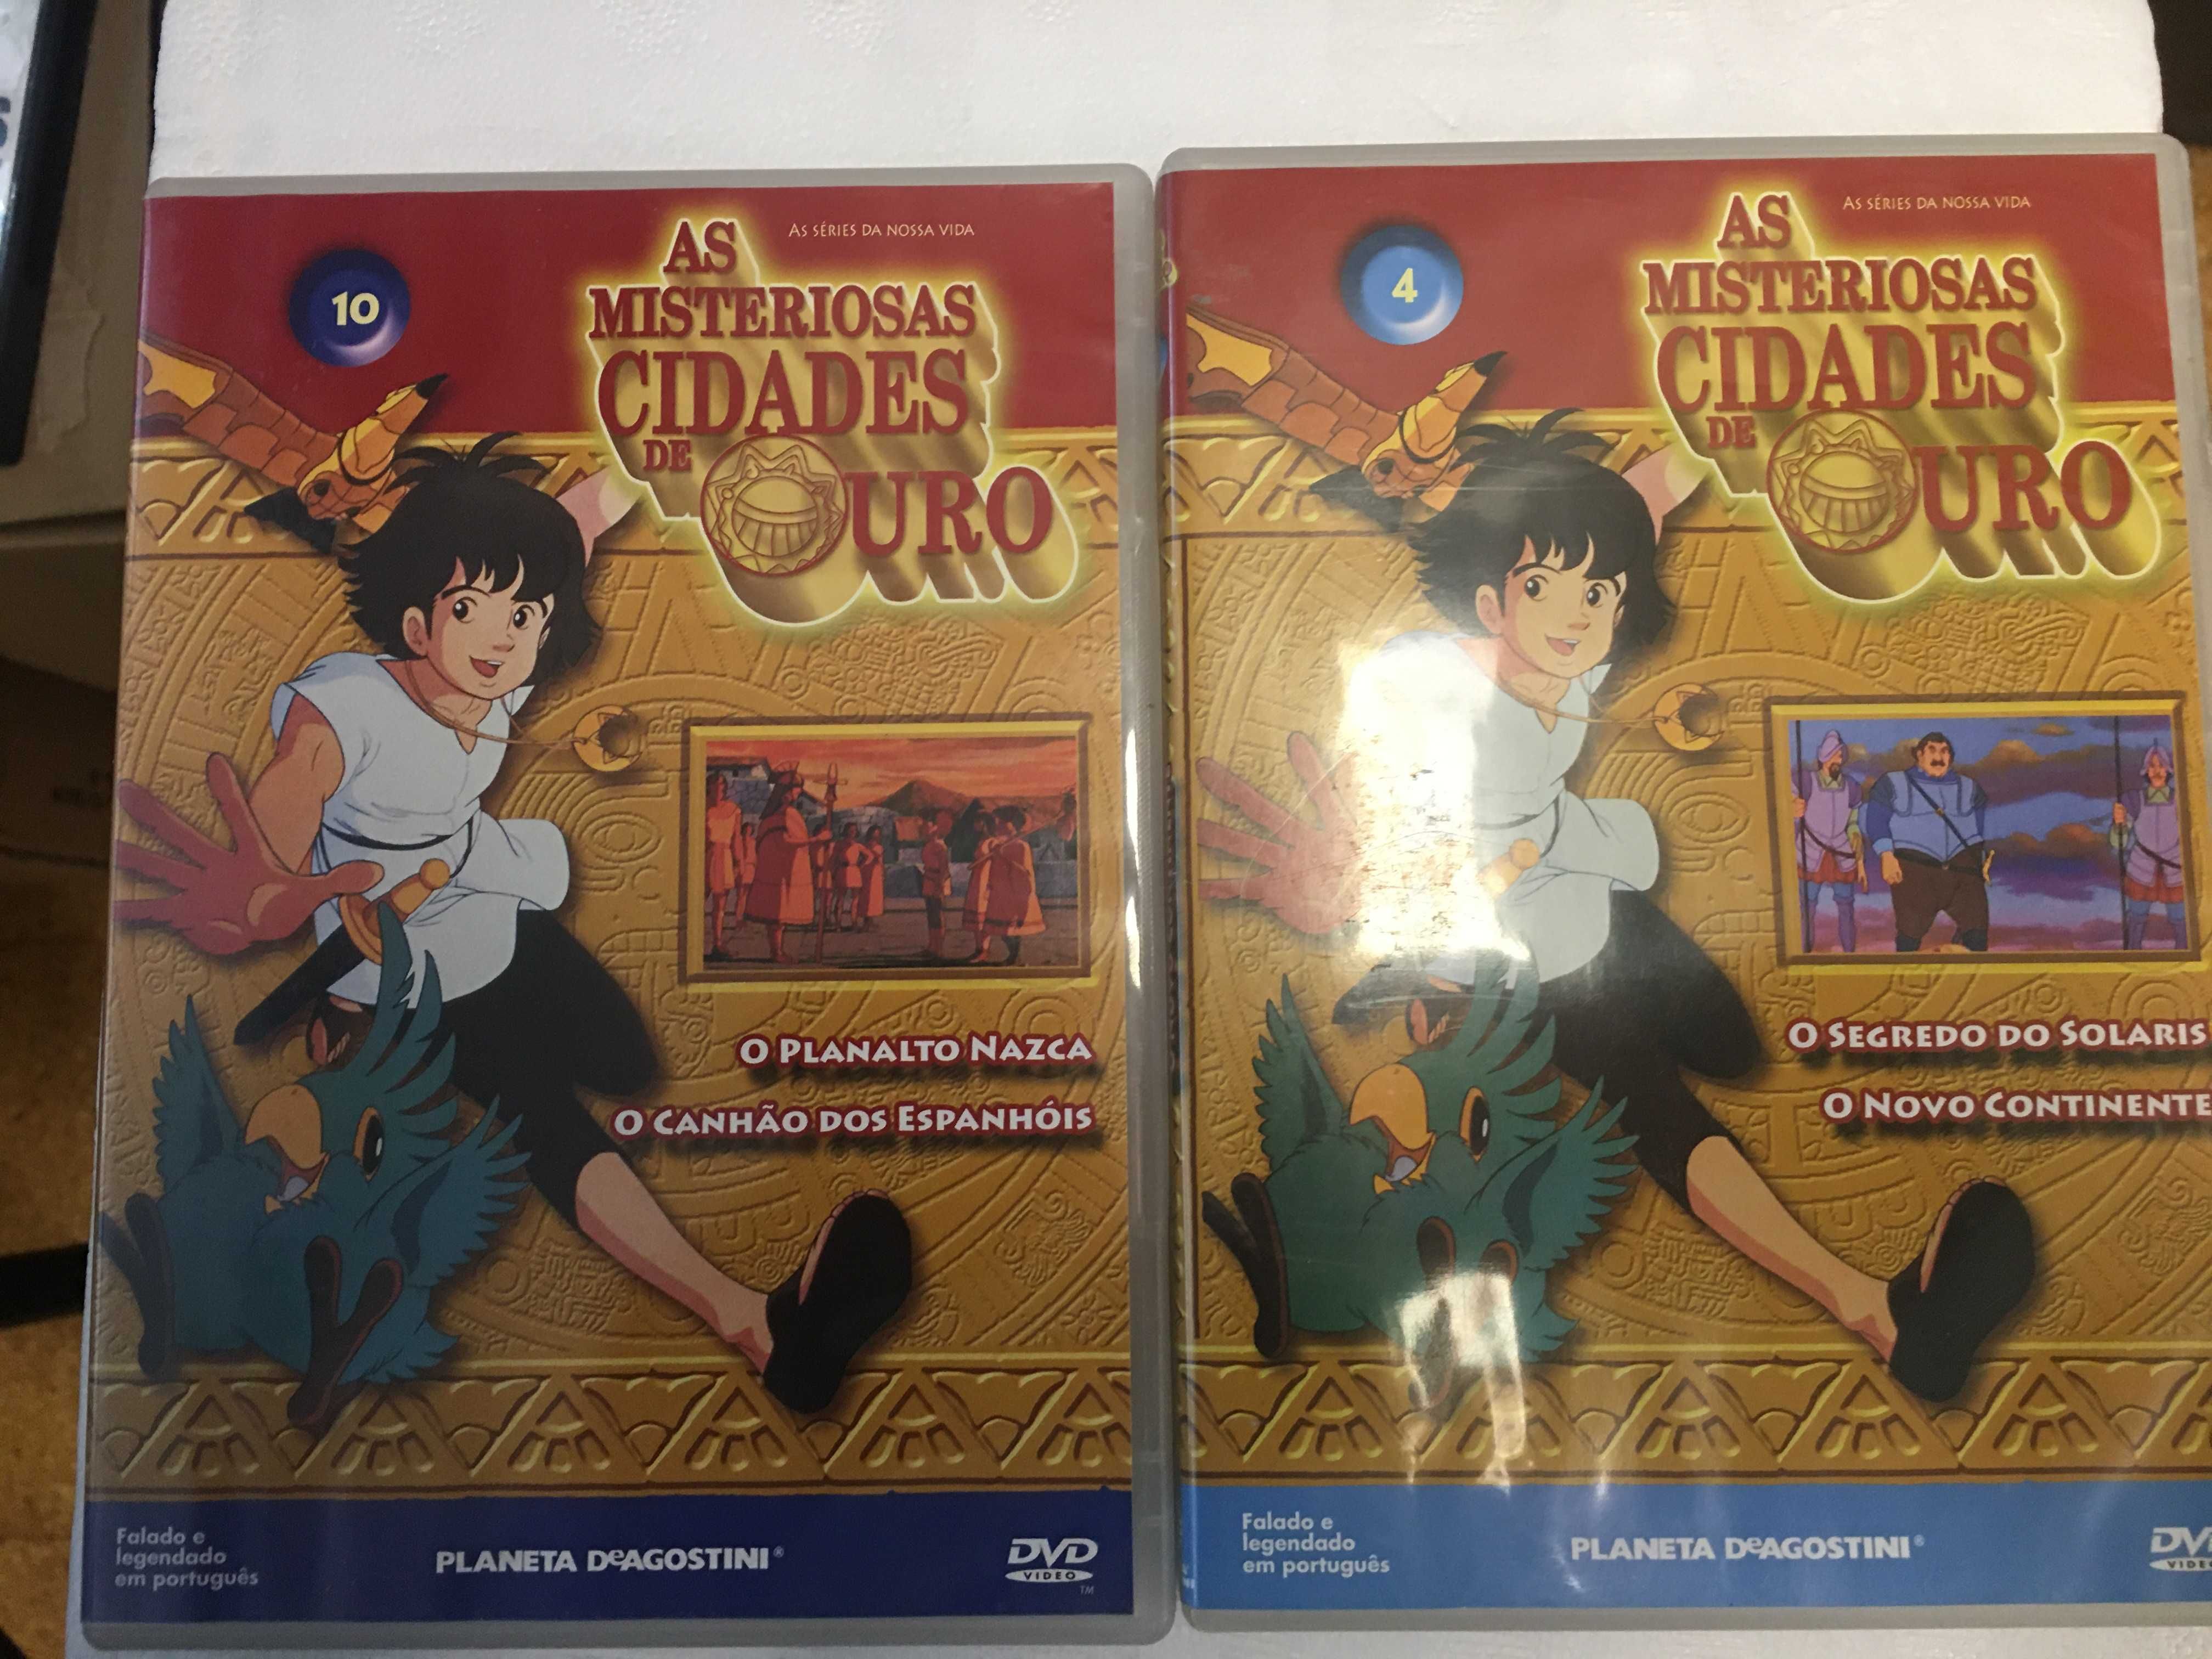 10
AS SÉRIES DA NOSSA VIDA
AS
MISTERIOSAS
CIDADES
DE OURO
O PLANALTO NAZCA
O CANHÃO DOS ESPANHÓIS
Falado e
legendado
em português
PLANETA DeAGOSTINI®
DVD
VIDEO
TM
4
AS SÉRIES DA NOSSA VIDA
AS
MISTERIOSAS
CIDADES
DE OURO
O SEGREDO DO SOLARIS
O NOVO CONTINENTE
Falado e
legendado
em português
PLANETA DeAGOSTINI®